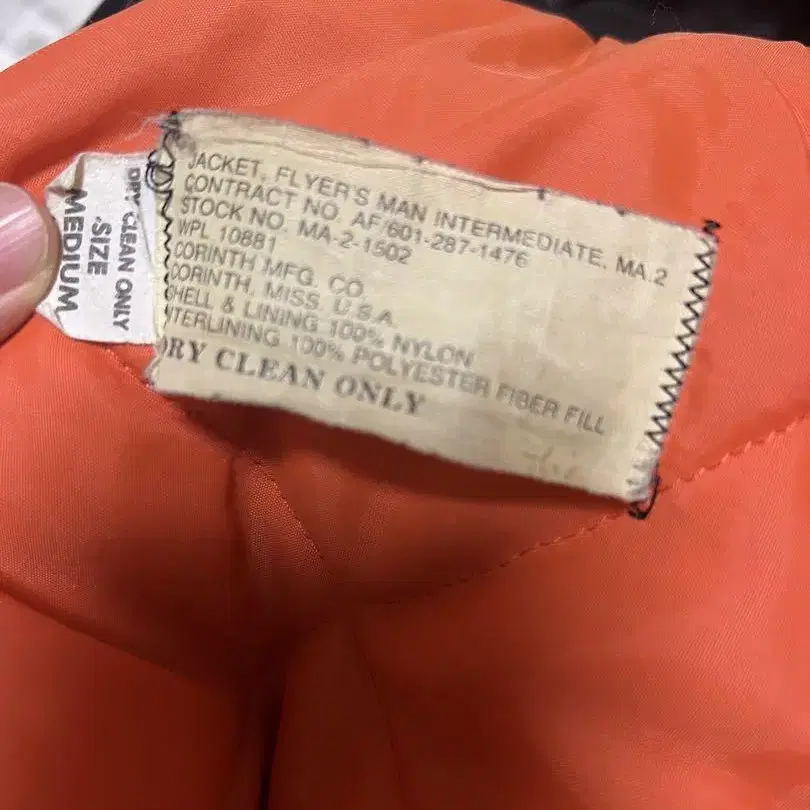 JACKET, FLYER'S MAN INTERMEDIATE, MA.2
CONTRACT NO. AF/601-287-1476
STOCK NO. MA-2-1502
WPL 10881
CORINTH MFG. CO.
CORINTH, MISS. U.S.A.
SHELL & LINING 100% NYLON
NTERLINING 100% POLYESTER FIBER FILL
DRY CLEAN ONLY
DRY CLEAN ONLY
SIZE
MEDIUM